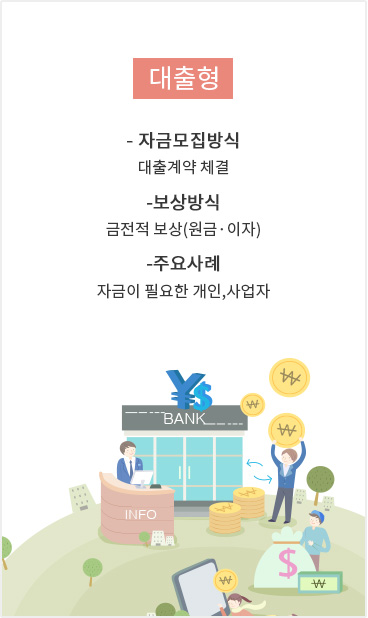 대출형
- 자금모집방식
대출계약 체결
-보상방식
금전적 보상(원금·이자)
-주요사례
자금이 필요한 개인,사업자
¥$
₩
₩
BANK
₩
INFO
$
₩
₩